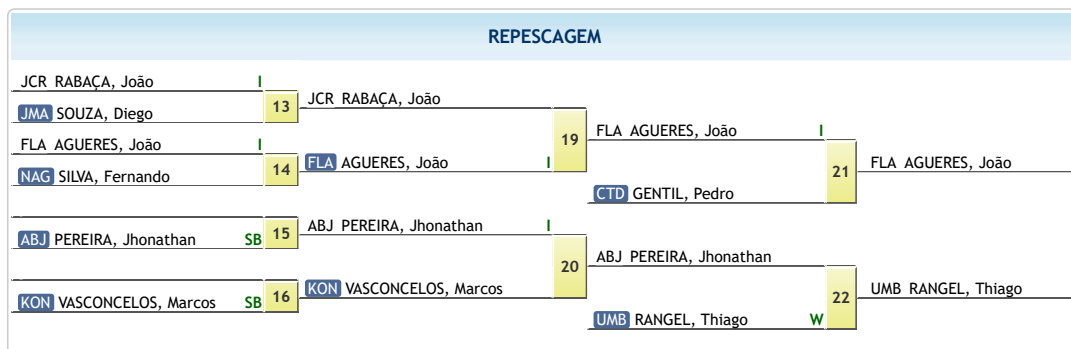 REPESCAGEM
JCR RABAÇA, João I
JMA SOUZA, Diego
13
JCR RABAÇA, João
FLA AGUERES, João I
NAG SILVA, Fernando
14
FLA AGUERES, João I
19
FLA AGUERES, João I
CTD GENTIL, Pedro
21
FLA AGUERES, João
ABJ PEREIRA, Jhonathan SB
15
ABJ PEREIRA, Jhonathan I
KON VASCONCELOS, Marcos SB
16
KON VASCONCELOS, Marcos
20
ABJ PEREIRA, Jhonathan
UMB RANGEL, Thiago W
22
UMB RANGEL, Thiago